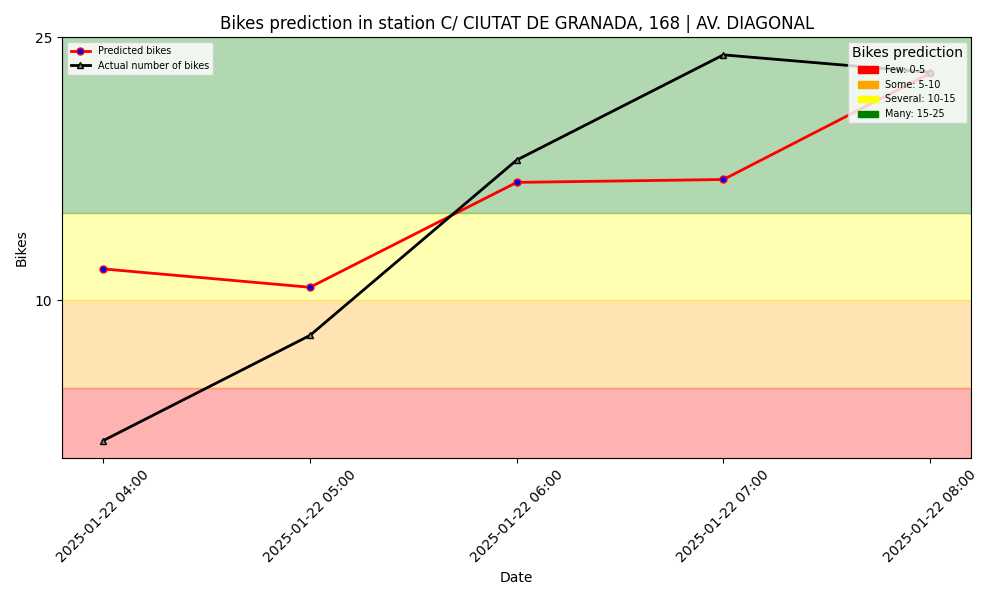 Bikes prediction in station C/ CIUTAT DE GRANADA, 168 | AV. DIAGONAL
Predicted bikes
Actual number of bikes
Bikes prediction
Few: 0-5
Some: 5-10
Several: 10-15
Many: 15-25
25
10
Bikes
2025-01-22 04:00
2025-01-22 05:00
2025-01-22 06:00
2025-01-22 07:00
2025-01-22 08:00
Date